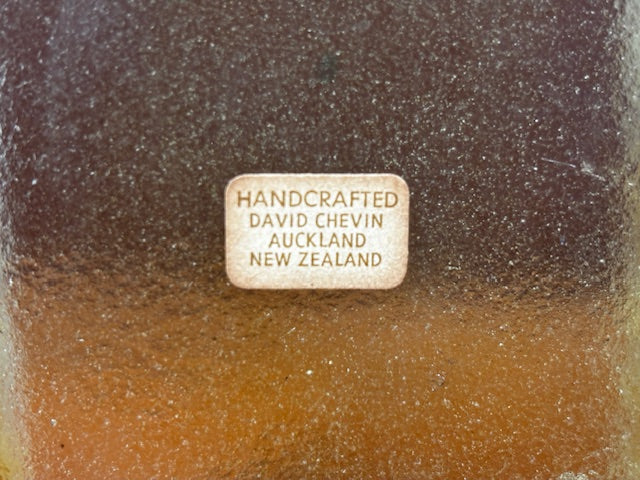 HANDCRAFTED
DAVID CHEVIN
AUCKLAND
NEW ZEALAND